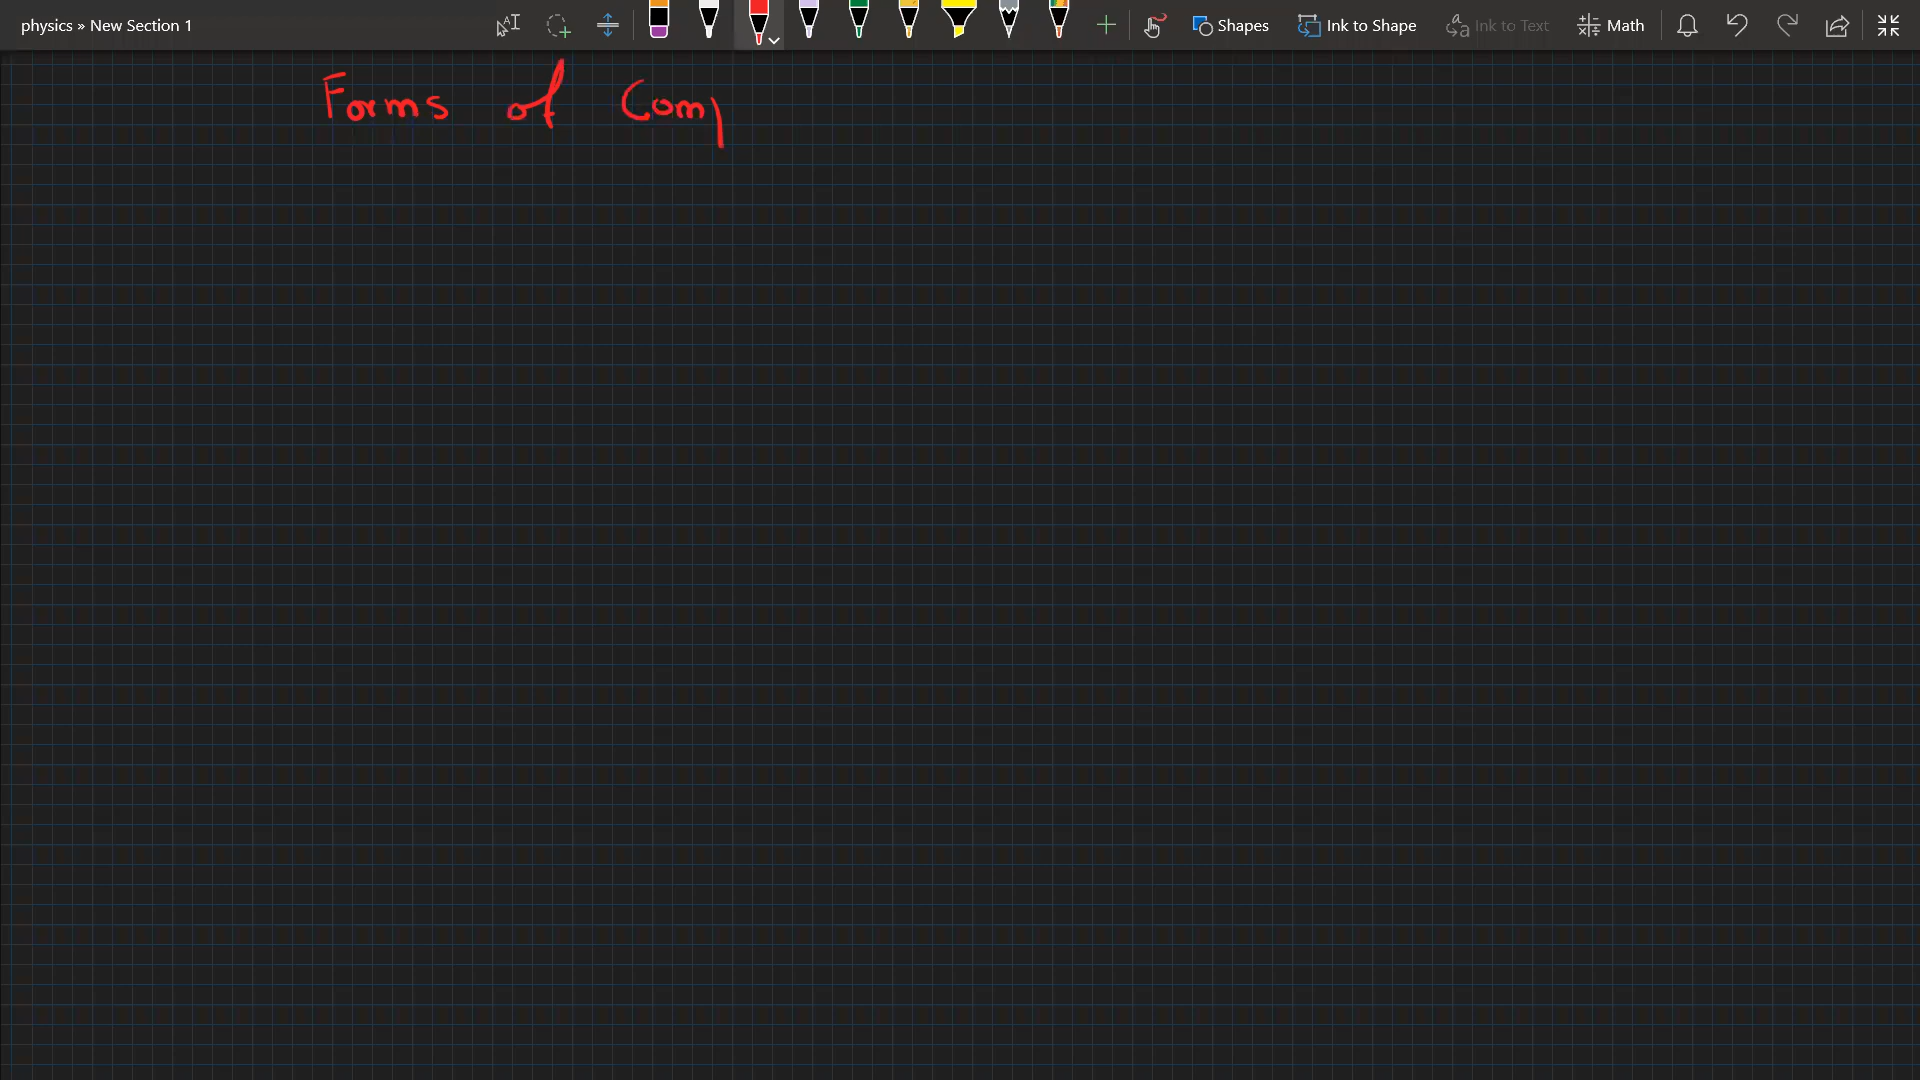 physics » New Section 1 Shapes Ink to Shape Ink to Text Math
Forms of Com